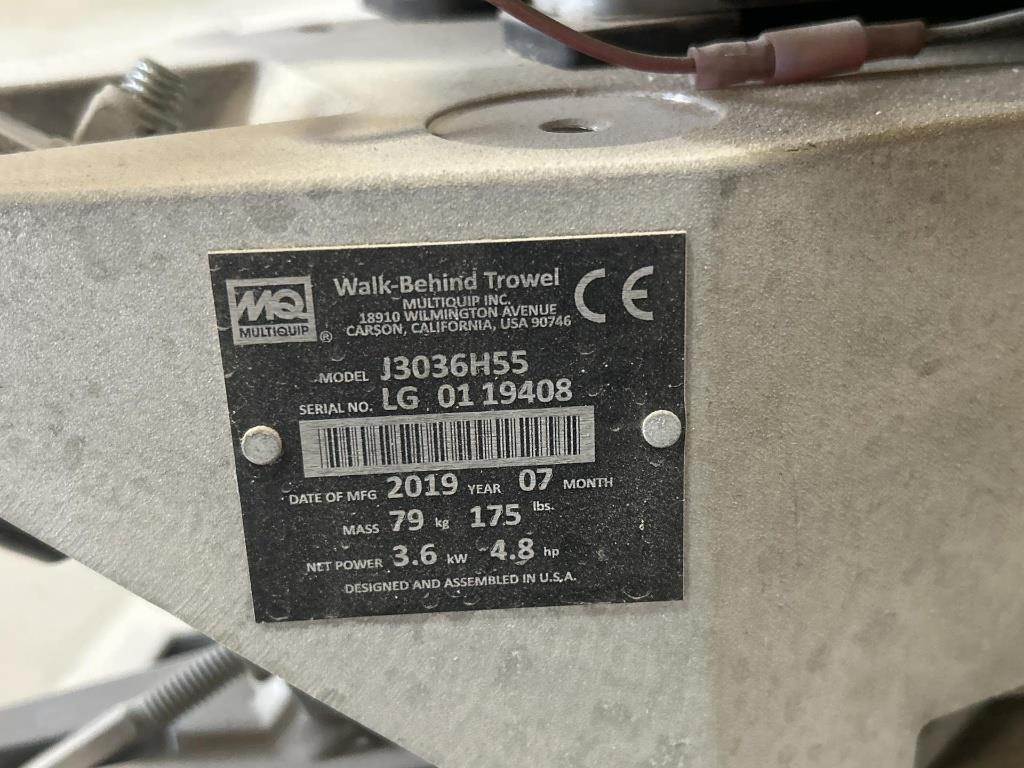 MQ
MULTIQUIP
®
Walk-Behind Trowel
MULTIQUIP INC.
18910 WILMINGTON AVENUE
CARSON, CALIFORNIA, USA 90746
CE
MODEL J3036H55
SERIAL NO. LG 01 19408
DATE OF MFG 2019 YEAR 07 MONTH
MASS 79 kg 175 lbs.
NET POWER 3.6 kW 4.8 hp
DESIGNED AND ASSEMBLED IN U.S.A.